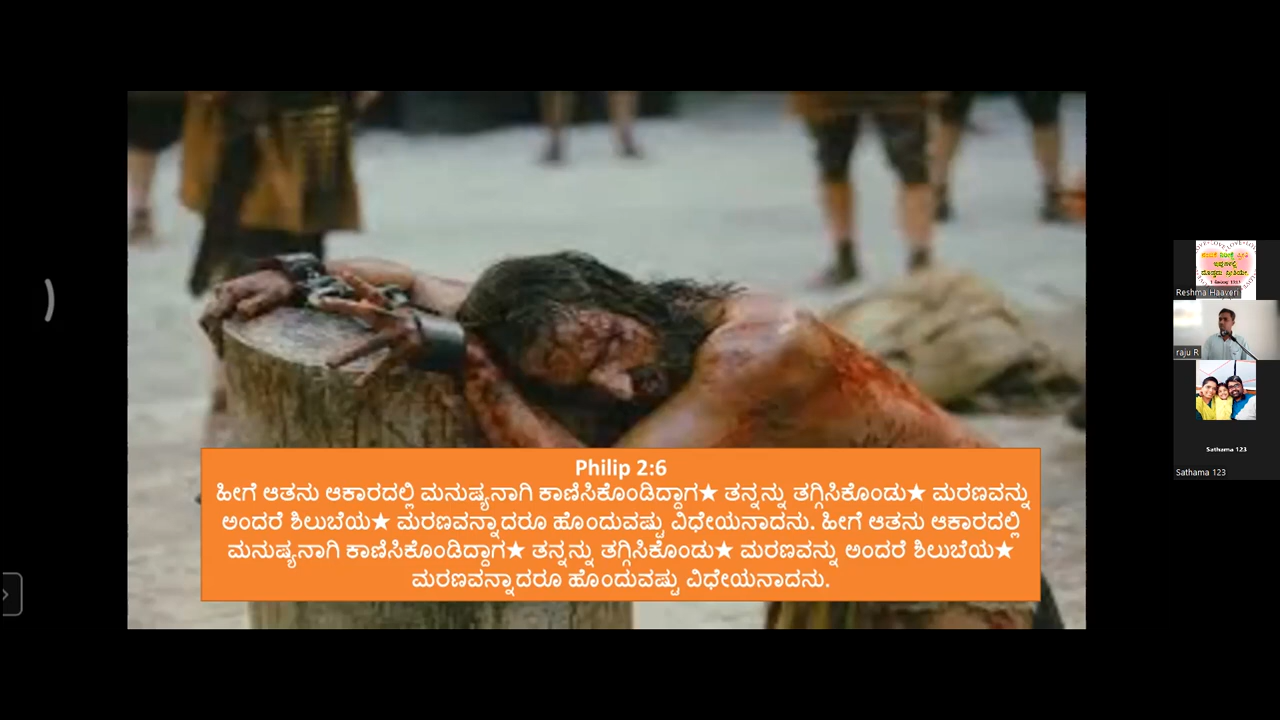 Philip 2:6
ಹೀಗೆ ಆತನು ಆಕಾರದಲ್ಲಿ ಮನುಷ್ಯನಾಗಿ ಕಾಣಿಸಿಕೊಂಡಿದ್ದಾಗ★ ತನ್ನನ್ನು ತಗ್ಗಿಸಿಕೊಂಡು★ ಮರಣವನ್ನು
ಅಂದರೆ ಶಿಲುಬೆಯ★ ಮರಣವನ್ನಾದರೂ ಹೊಂದುವಷ್ಟು ವಿಧೇಯನಾದನು. ಹೀಗೆ ಆತನು ಆಕಾರದಲ್ಲಿ
ಮನುಷ್ಯನಾಗಿ ಕಾಣಿಸಿಕೊಂಡಿದ್ದಾಗ★ ತನ್ನನ್ನು ತಗ್ಗಿಸಿಕೊಂಡು★ ಮರಣವನ್ನು ಅಂದರೆ ಶಿಲುಬೆಯ★
ಮರಣವನ್ನಾದರೂ ಹೊಂದುವಷ್ಟು ವಿಧೇಯನಾದನು.
Reshma Haaveri
raju R
Sathama 123
Sathama 123